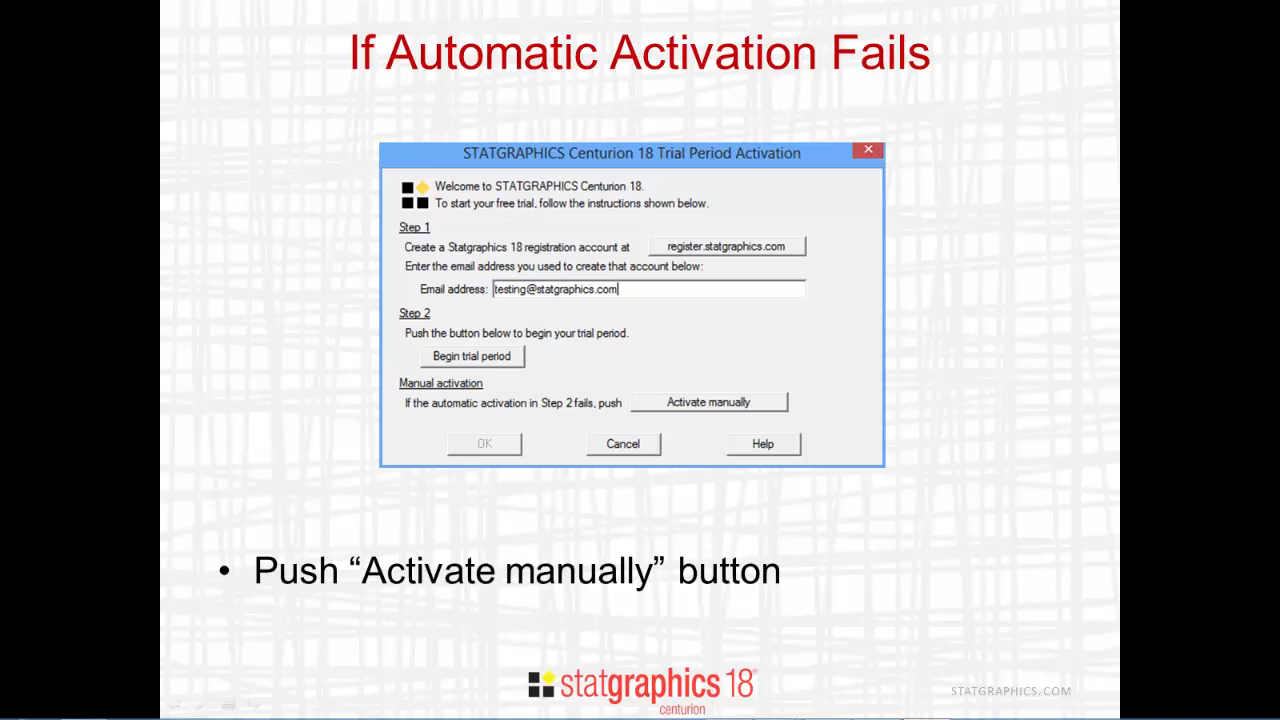 If Automatic Activation Fails
STATGRAPHICS Centurion 18 Trial Period Activation
Welcome to STATGRAPHICS Centurion 18.
To start your free trial, follow the instructions shown below.
Step 1
Create a Statgraphics 18 registration account at register.statgraphics.com
Enter the email address you used to create that account below:
Email address: testing@statgraphics.com
Step 2
Push the button below to begin your trial period.
Begin trial period
Manual activation
If the automatic activation in Step 2 fails, push Activate manually
OK Cancel Help
• Push “Activate manually” button
statgraphics 18®
centurion
STATGRAPHICS.COM